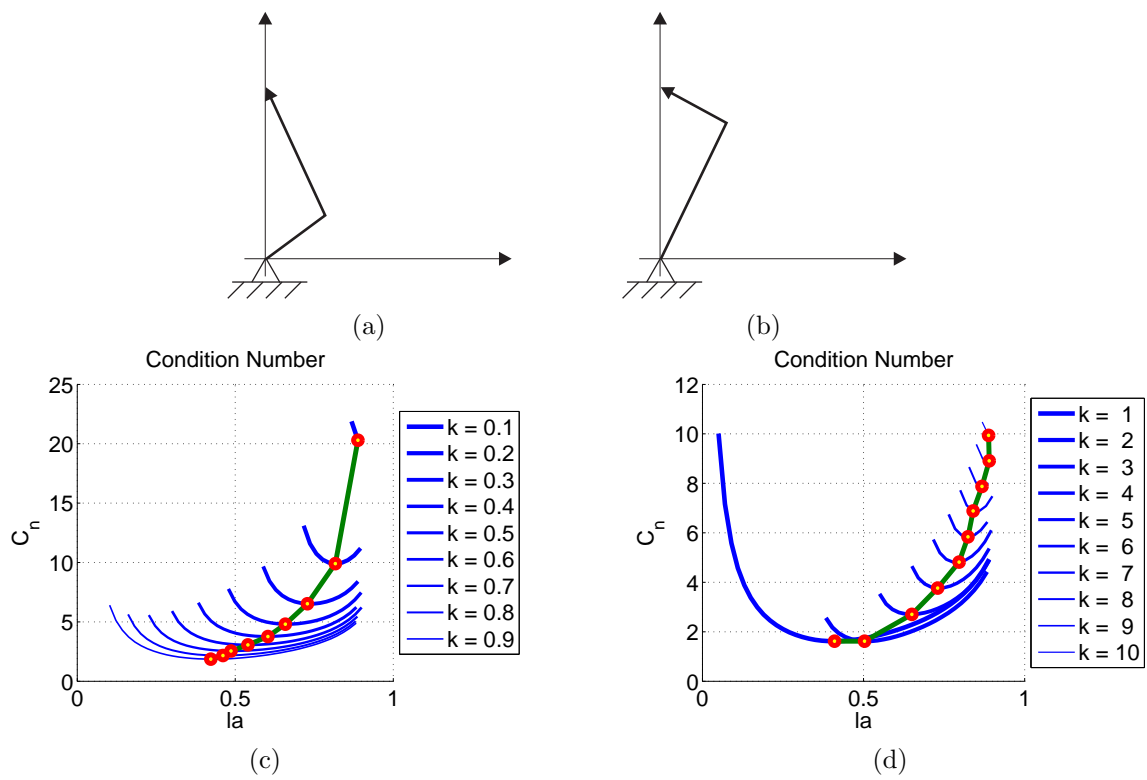 (a)
(b)
Condition Number
25
20
15
10
5
0
C_n
0
0.5
1
la
k = 0.1
k = 0.2
k = 0.3
k = 0.4
k = 0.5
k = 0.6
k = 0.7
k = 0.8
k = 0.9
(c)
Condition Number
12
10
8
6
4
2
0
C_n
0
0.5
1
la
k = 1
k = 2
k = 3
k = 4
k = 5
k = 6
k = 7
k = 8
k = 9
k = 10
(d)